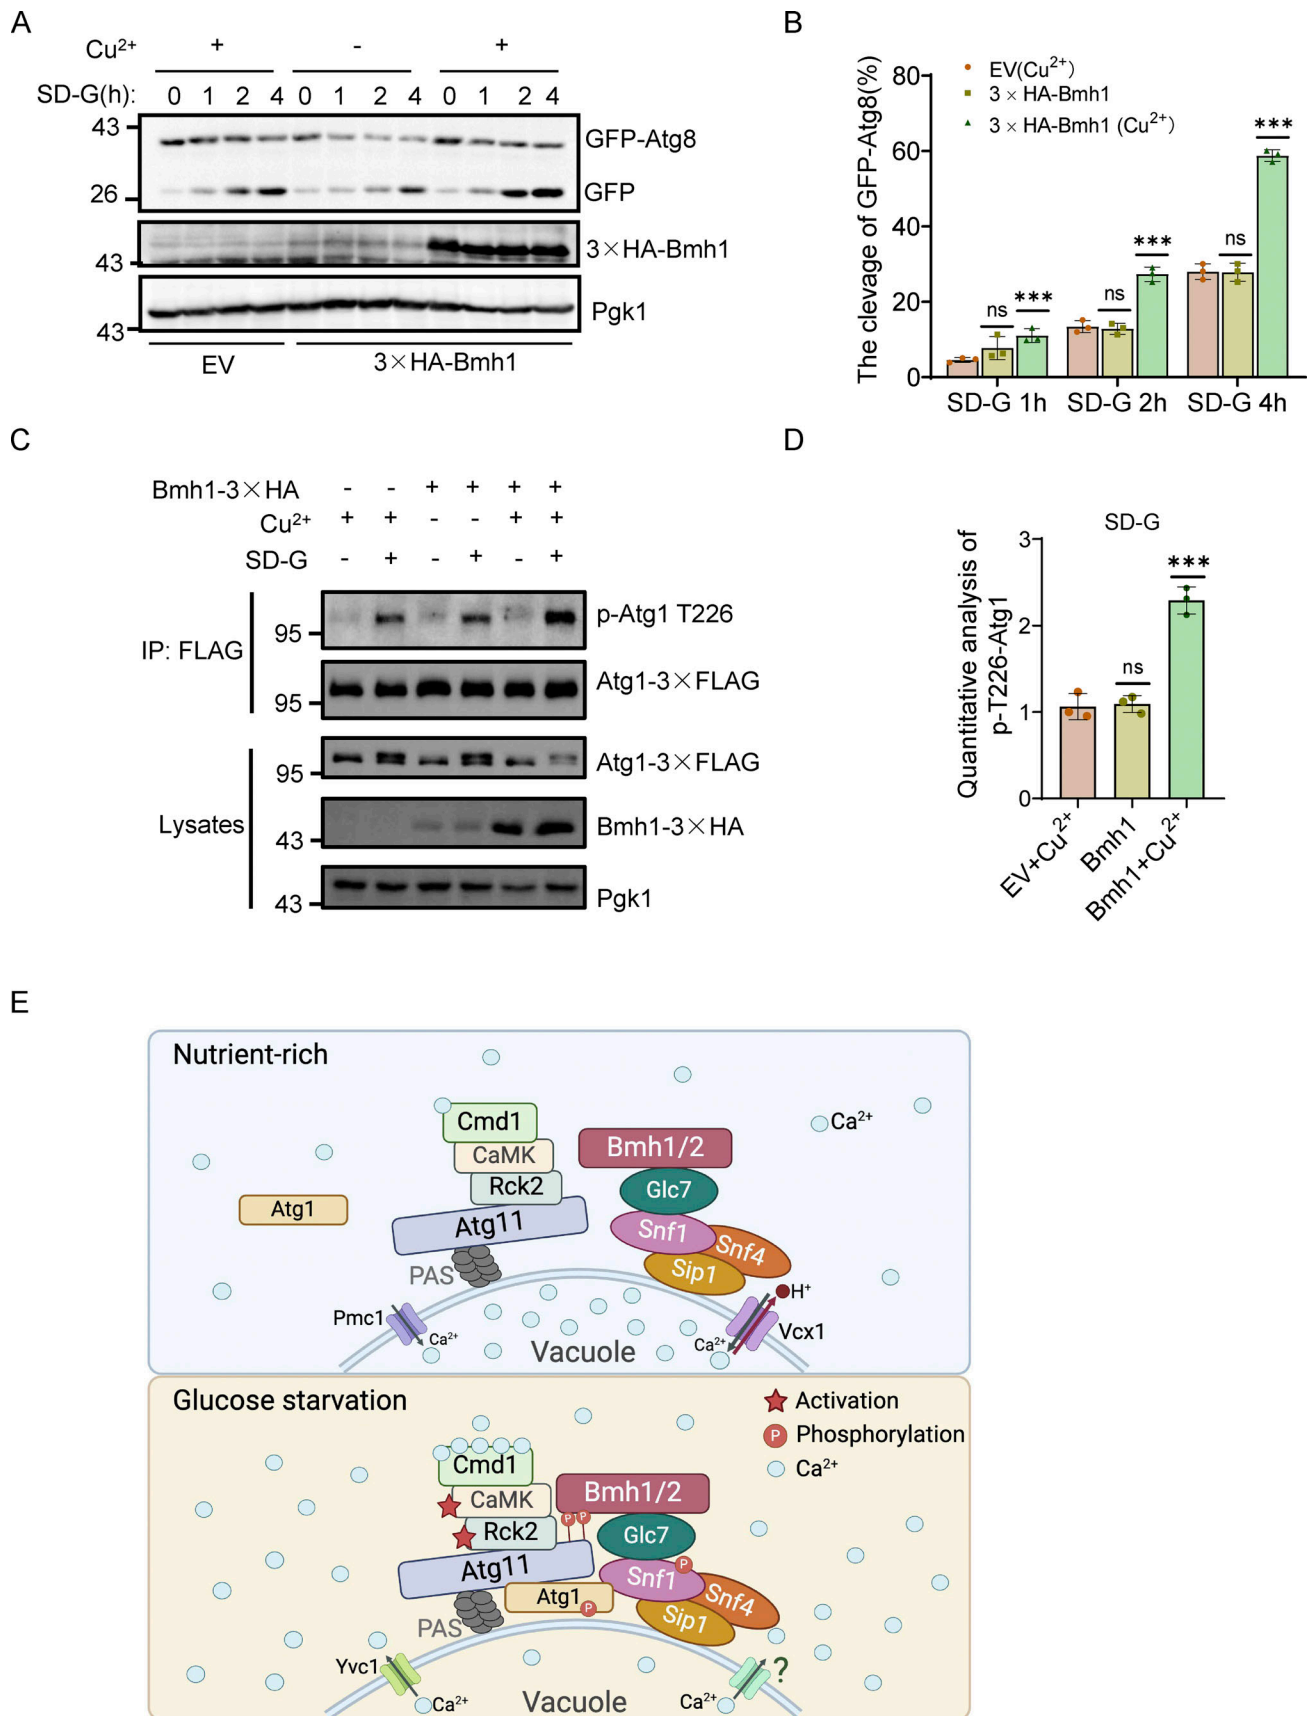 A
Cu2+ + - +
SD-G(h): 0 1 2 4 0 1 2 4 0 1 2 4
43
GFP-Atg8
26
GFP
3×HA-Bmh1
43
Pgk1
43
EV 3×HA-Bmh1
B
The clevage of GFP-Atg8(%)
EV(Cu2+)
3×HA-Bmh1
3×HA-Bmh1 (Cu2+)
80
60
40
20
0
ns *** ns *** ns ***
SD-G 1h SD-G 2h SD-G 4h
C
Bmh1-3×HA - - + + + +
Cu2+ + + - - + +
SD-G - + - + - +
IP: FLAG
95
p-Atg1 T226
95
Atg1-3×FLAG
Lysates
95
Atg1-3×FLAG
43
Bmh1-3×HA
43
Pgk1
D
SD-G
Quantitative analysis of
p-T226-Atg1
3
2
1
0
ns ***
EV+Cu2+ Bmh1 Bmh1+Cu2+
E
Nutrient-rich
Cmd1
CaMK
Rck2
Atg11
PAS
Atg1
Bmh1/2
Glc7
Snf1
Snf4
Sip1
Ca2+
Pmc1
Ca2+
Vacuole
H+
Vcx1
Ca2+
Glucose starvation
Activation
P Phosphorylation
Ca2+
Cmd1
CaMK
Rck2
Atg11
PAS
Atg1
P
P P
Bmh1/2
Glc7
P
Snf1
Snf4
Sip1
Yvc1
Ca2+
Vacuole
Ca2+
?